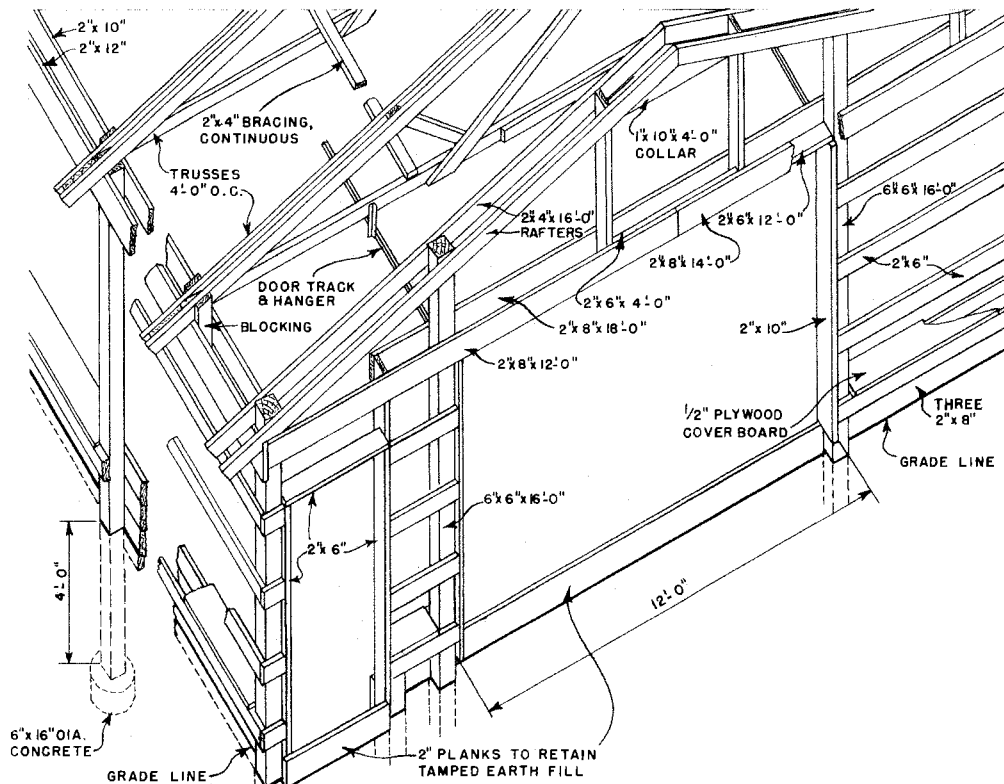 2"x 10"
2"x 12"
2"x 4" BRACING,
CONTINUOUS
TRUSSES
4'-0" O.C.
1"x 10"x 4'-0"
COLLAR
2"x 4"x 16'-0"
RAFTERS
2"x 6"x 12'-0"
6"x 6"x 16'-0"
2"x 8"x 14'-0"
2"x 6"
DOOR TRACK
& HANGER
2"x 6"x 4'-0"
BLOCKING
2"x 8"x 18'-0"
2"x 10"
2"x 8"x 12'-0"
1/2" PLYWOOD
COVER BOARD
THREE
2"x 8"
GRADE LINE
6"x 6"x 16'-0"
2"x 6"
4'-0"
12'-0"
6"x 16" DIA.
CONCRETE
GRADE LINE
2" PLANKS TO RETAIN
TAMPED EARTH FILL